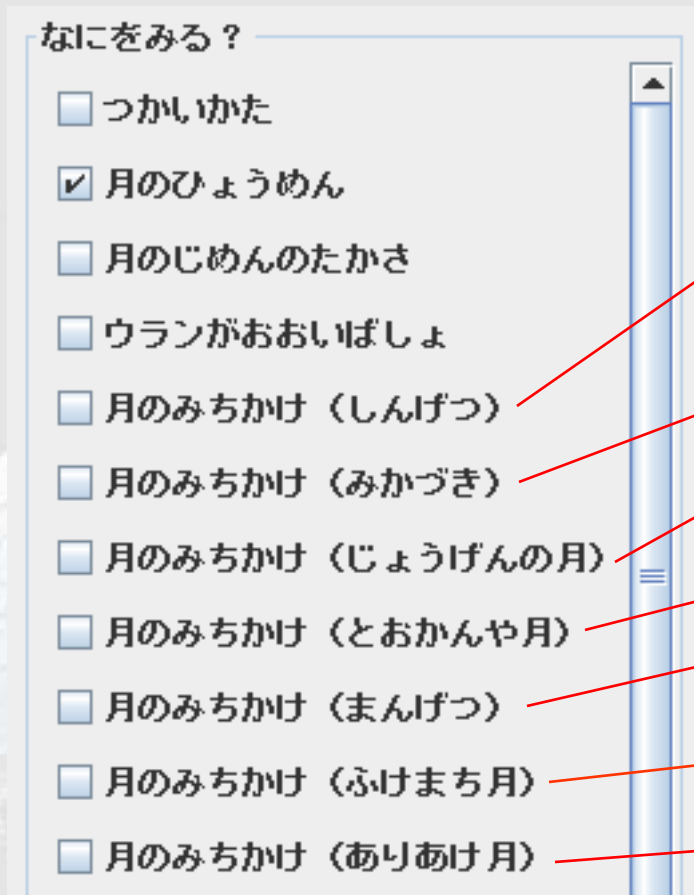 なにをみる？
つかいかた
月のひょうめん
月のじめんのたかさ
ウランがおおいばしょ
月のみちかけ（しんげつ）
月のみちかけ（みかづき）
月のみちかけ（じょうげんの月）
月のみちかけ（とおかんや月）
月のみちかけ（まんげつ）
月のみちかけ（ふけまち月）
月のみちかけ（ありあけ月）